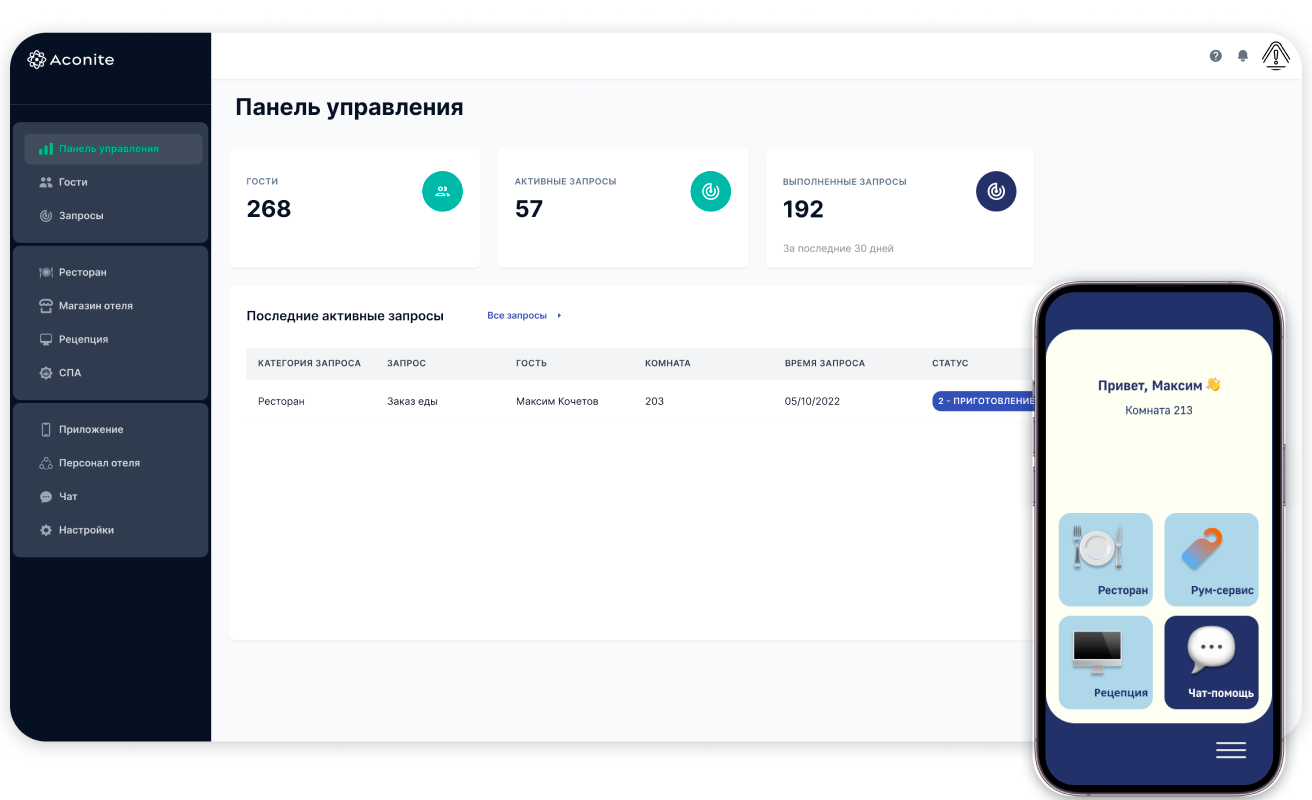 Aconite
Панель управления
Гости
Запросы
Ресторан
Магазин отеля
Рецепция
СПА
Приложение
Персонал отеля
Чат
Настройки
Панель управления
ГОСТИ
268
АКТИВНЫЕ ЗАПРОСЫ
57
ВЫПОЛНЕННЫЕ ЗАПРОСЫ
192
За последние 30 дней
Последние активные запросы Все запросы
КАТЕГОРИЯ ЗАПРОСА ЗАПРОС ГОСТЬ КОМНАТА ВРЕМЯ ЗАПРОСА СТАТУС
Ресторан Заказ еды Максим Кочетов 203 05/10/2022 2 - ПРИГОТОВЛЕНИЕ
Привет, Максим 👋
Комната 213
Ресторан Рум-сервис
Рецепция Чат-помощь